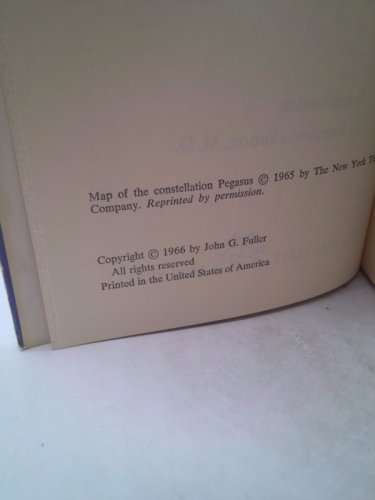 Map of the constellation Pegasus © 1965 by The New York
Company. Reprinted by permission.
Copyright © 1966 by John G. Fuller
All rights reserved
Printed in the United States of America